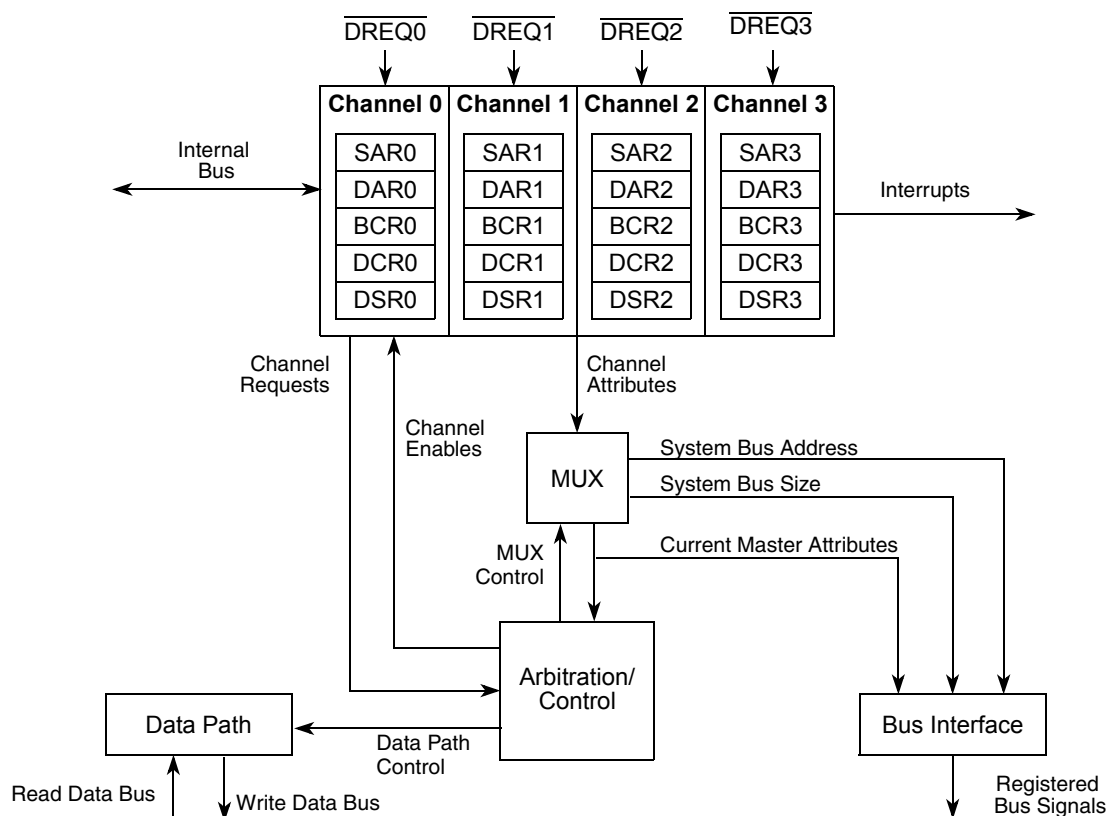 DREQ0 DREQ1 DREQ2 DREQ3
Channel 0 Channel 1 Channel 2 Channel 3
SAR0 SAR1 SAR2 SAR3
DAR0 DAR1 DAR2 DAR3
BCR0 BCR1 BCR2 BCR3
DCR0 DCR1 DCR2 DCR3
DSR0 DSR1 DSR2 DSR3
Internal
Bus
Interrupts
Channel
Requests
Channel
Enables
Channel
Attributes
MUX
System Bus Address
System Bus Size
Current Master Attributes
MUX
Control
Arbitration/
Control
Data Path
Data Path
Control
Bus Interface
Read Data Bus
Write Data Bus
Registered
Bus Signals